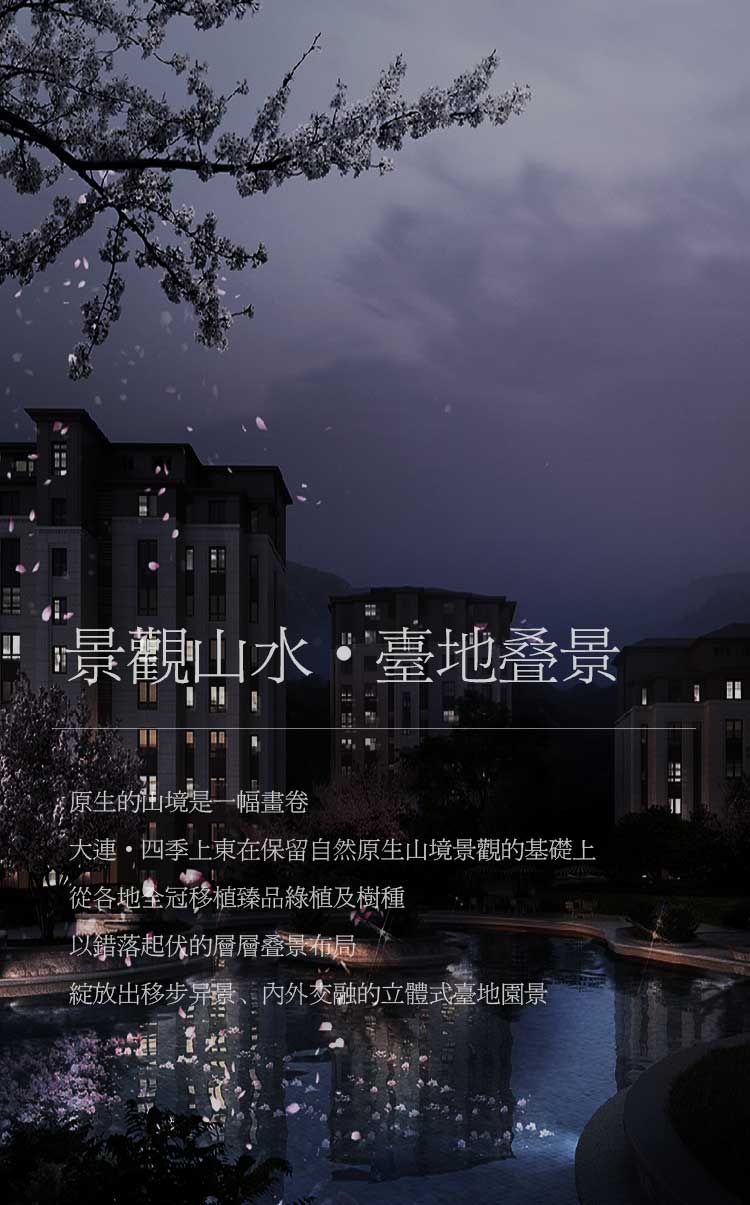 景觀山水·臺地叠景
原生的山境是一幅畫卷
大連·四季上東在保留自然原生山境景觀的基礎上
從各地全冠移植臻品綠植及樹種
以錯落起伏的層層叠景布局
綻放出移步异景、內外交融的立體式臺地園景